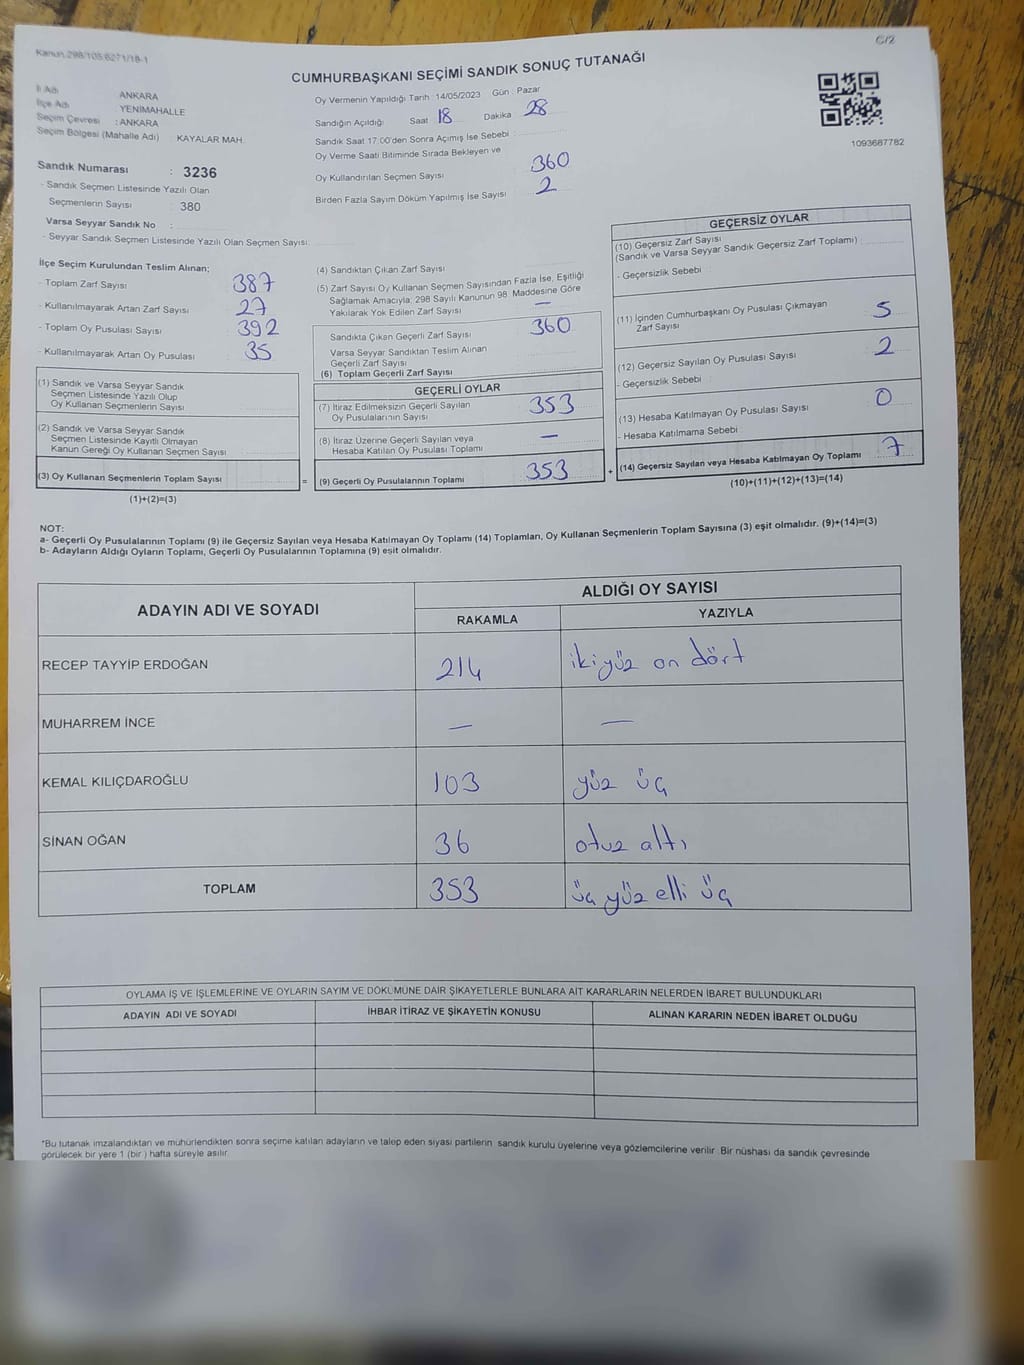 Kanun.298/105.6271/18-1
C/2
CUMHURBAŞKANI SEÇİMİ SANDIK SONUÇ TUTANAĞI
İl Adı ANKARA
İlçe Adı YENİMAHALLE
Seçim Çevresi : ANKARA
Seçim Bölgesi (Mahalle Adı) KAYALAR MAH.
Sandık Numarası : 3236
- Sandık Seçmen Listesinde Yazılı Olan
Seçmenlerin Sayısı : 380
Varsa Seyyar Sandık No :
- Seyyar Sandık Seçmen Listesinde Yazılı Olan Seçmen Sayısı:
Oy Vermenin Yapıldığı Tarih : 14/05/2023 Gün : Pazar
Sandığın Açıldığı Saat 18 Dakika 28
Sandık Saat 17:00'den Sonra Açımış İse Sebebi :
Oy Verme Saati Bitiminde Sırada Bekleyen ve
Oy Kullandırılan Seçmen Sayısı 360
Birden Fazla Sayım Döküm Yapılmış İse Sayısı 2
1093687782
İlçe Seçim Kurulundan Teslim Alınan;
- Toplam Zarf Sayısı : 387
- Kullanılmayarak Artan Zarf Sayısı : 27
- Toplam Oy Pusulası Sayısı : 392
- Kullanılmayarak Artan Oy Pusulası : 35
(1) Sandık ve Varsa Seyyar Sandık
Seçmen Listesinde Yazılı Olup
Oy Kullanan Seçmenlerin Sayısı
(2) Sandık ve Varsa Seyyar Sandık
Seçmen Listesinde Kayıtlı Olmayan
Kanun Gereği Oy Kullanan Seçmen Sayısı
(3) Oy Kullanan Seçmenlerin Toplam Sayısı
(1)+(2)=(3)
=
(4) Sandıktan Çıkan Zarf Sayısı
(5) Zarf Sayısı Oy Kullanan Seçmen Sayısından Fazla İse, Eşitliği
Sağlamak Amacıyla; 298 Sayılı Kanunun 98. Maddesine Göre
Yakılarak Yok Edilen Zarf Sayısı —
Sandıkta Çıkan Geçerli Zarf Sayısı 360
Varsa Seyyar Sandıktan Teslim Alınan
Geçerli Zarf Sayısı
(6) Toplam Geçerli Zarf Sayısı
GEÇERLİ OYLAR
(7) İtiraz Edilmeksizin Geçerli Sayılan
Oy Pusulalarının Sayısı 353
(8) İtiraz Üzerine Geçerli Sayılan veya
Hesaba Katılan Oy Pusulası Toplamı —
(9) Geçerli Oy Pusulalarının Toplamı 353
+
GEÇERSİZ OYLAR
(10) Geçersiz Zarf Sayısı
(Sandık ve Varsa Seyyar Sandık Geçersiz Zarf Toplamı) :
- Geçersizlik Sebebi :
(11) İçinden Cumhurbaşkanı Oy Pusulası Çıkmayan
Zarf Sayısı 5
(12) Geçersiz Sayılan Oy Pusulası Sayısı 2
- Geçersizlik Sebebi :
(13) Hesaba Katılmayan Oy Pusulası Sayısı 0
- Hesaba Katılmama Sebebi :
(14) Geçersiz Sayılan veya Hesaba Katılmayan Oy Toplamı 7
(10)+(11)+(12)+(13)=(14)
NOT:
a- Geçerli Oy Pusulalarının Toplamı (9) ile Geçersiz Sayılan veya Hesaba Katılmayan Oy Toplamı (14) Toplamları, Oy Kullanan Seçmenlerin Toplam Sayısına (3) eşit olmalıdır. (9)+(14)=(3)
b- Adayların Aldığı Oyların Toplamı, Geçerli Oy Pusulalarının Toplamına (9) eşit olmalıdır.
ADAYIN ADI VE SOYADI
ALDIĞI OY SAYISI
RAKAMLA YAZIYLA
RECEP TAYYİP ERDOĞAN 214 ikiyüz on dört
MUHARREM İNCE — —
KEMAL KILIÇDAROĞLU 103 yüz üç
SİNAN OĞAN 36 otuz altı
TOPLAM 353 üç yüz elli üç
OYLAMA İŞ VE İŞLEMLERİNE VE OYLARIN SAYIM VE DÖKÜMÜNE DAİR ŞİKAYETLERLE BUNLARA AİT KARARLARIN NELERDEN İBARET BULUNDUKLARI
ADAYIN ADI VE SOYADI İHBAR İTİRAZ VE ŞİKAYETİN KONUSU ALINAN KARARIN NEDEN İBARET OLDUĞU
*Bu tutanak imzalandıktan ve mühürlendikten sonra seçime katılan adayların ve talep eden siyasi partilerin sandık kurulu üyelerine veya gözlemcilerine verilir. Bir nüshası da sandık çevresinde
görülecek bir yere 1 (bir ) hafta süreyle asılır.